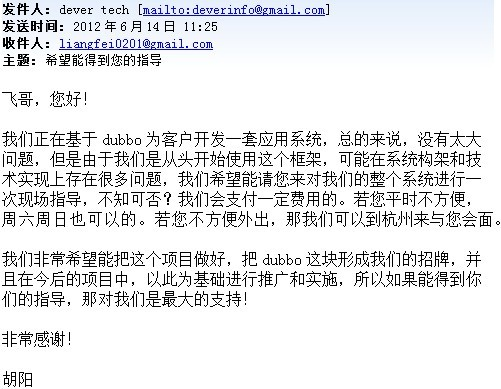 发件人: dever tech [mailto:deverinfo@gmail.com]
发送时间: 2012年6月14日 11:25
收件人: liangfei0201@gmail.com
主题: 希望能得到您的指导
飞哥，您好！
我们正在基于 dubbo 为客户开发一套应用系统，总的来说，没有太大
问题，但是由于我们是从头开始使用这个框架，可能在系统构架和技
术实现上存在很多问题，我们希望能请您来对我们的整个系统进行一
次现场指导，不知可否？我们会支付一定费用的。若您平时不方便，
周六周日也可以的。若您不方便外出，那我们可以到杭州来与您会面。
我们非常希望能把这个项目做好，把 dubbo 这块形成我们的招牌，并
且在今后的项目中，以此为基础进行推广和实施，所以如果能得到你
们的指导，那对我们是最大的支持！
非常感谢！
胡阳